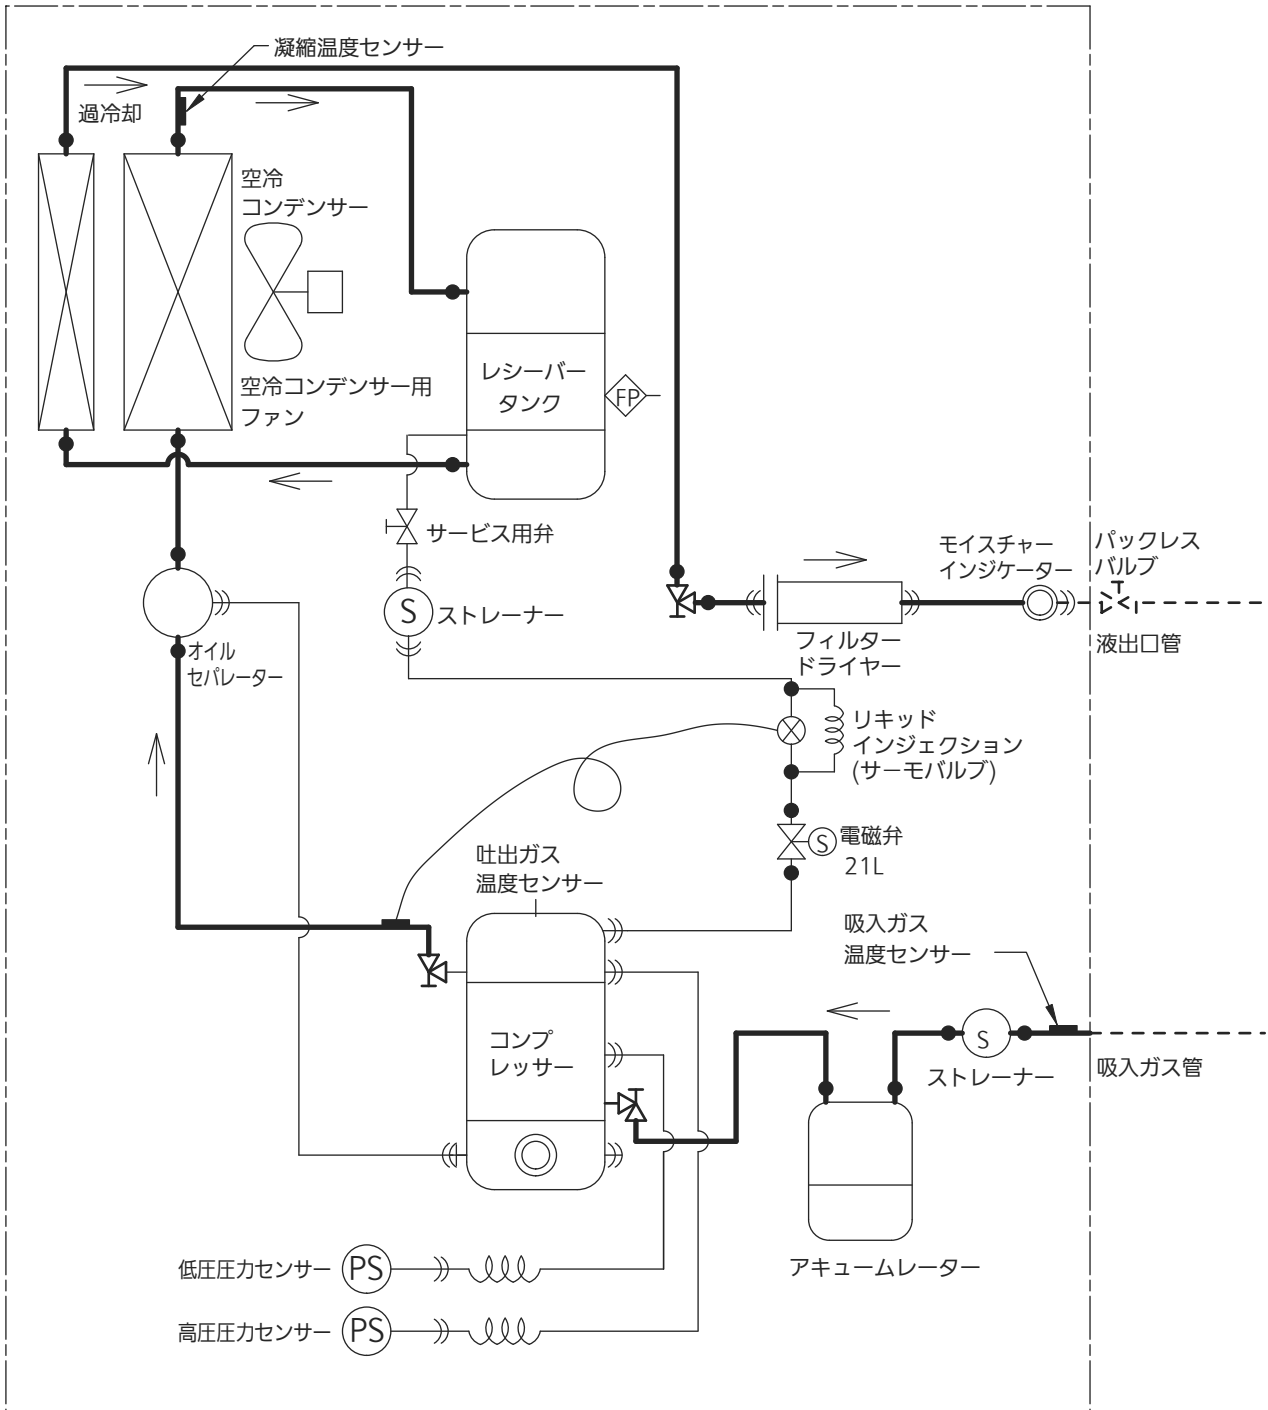 凝縮温度センサー
過冷却
空冷
コンデンサー
空冷コンデンサー用
ファン
レシーバー
タンク
FP
サービス用弁
S
ストレーナー
モイスチャー
インジケーター
パックレス
バルブ
液出口管
フィルター
ドライヤー
オイル
セパレーター
リキッド
インジェクション
(サーモバルブ)
S
電磁弁
21L
吐出ガス
温度センサー
吸入ガス
温度センサー
コンプ
レッサー
S
ストレーナー
吸入ガス管
アキュームレーター
低圧圧力センサー
PS
高圧圧力センサー
PS